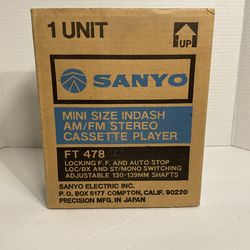 1 UNIT
UP
SANYO
MINI SIZE INDASH
AM/FM STEREO
CASSETTE PLAYER
FT 478
LOCKING F.F. AND AUTO STOP
LOC/DX AND ST/MONO SWITCHING
ADJUSTABLE 130-139MM SHAFTS
SANYO ELECTRIC INC.
P.O. BOX 5177 COMPTON, CALIF. 90220
PRECISION MFG. IN JAPAN